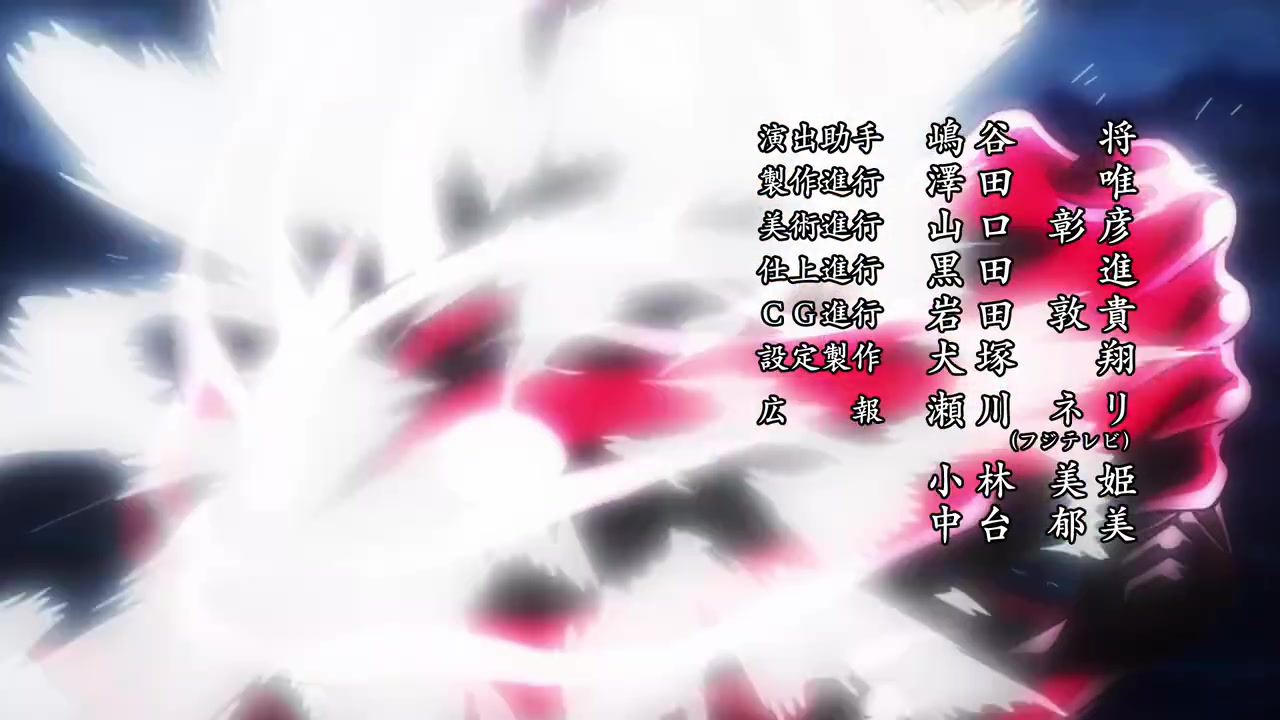 演出助手 嶋谷 将
製作進行 澤田 唯
美術進行 山口 彰彦
仕上進行 黒田 進
CG進行 岩田 敦貴
設定製作 犬塚 翔
広報 瀬川 ネリ
(フジテレビ)
小林 美姫
中台 郁美